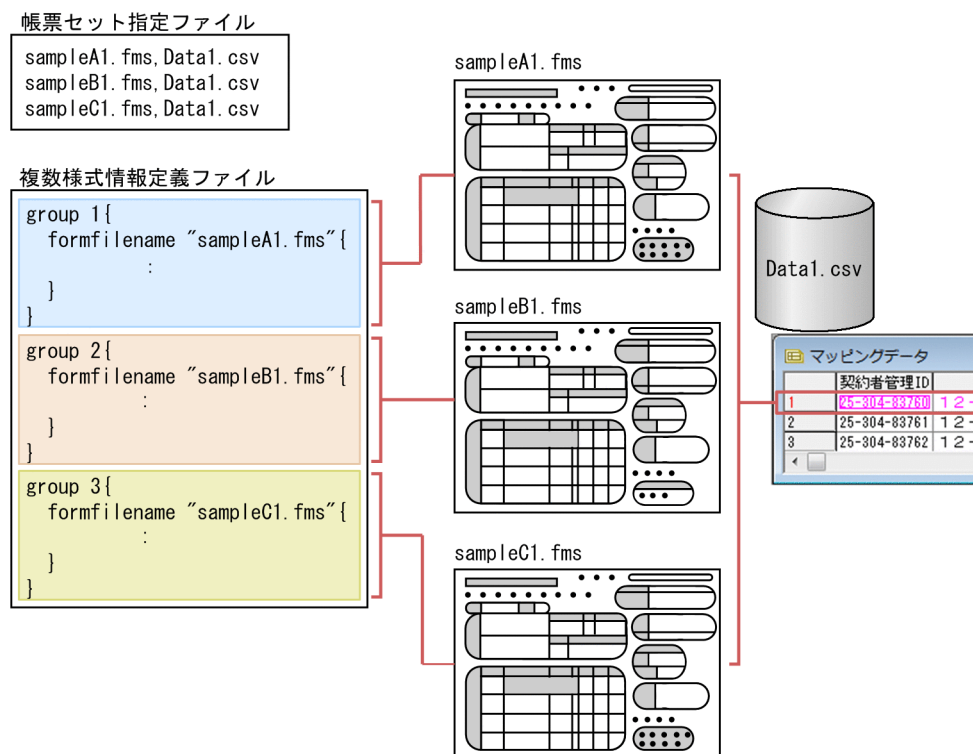 帳票セット指定ファイル
sampleA1.fms,Data1.csv
sampleB1.fms,Data1.csv
sampleC1.fms,Data1.csv
複数様式情報定義ファイル
group 1{
formfilename "sampleA1.fms"{
:
}
}
group 2{
formfilename "sampleB1.fms"{
:
}
}
group 3{
formfilename "sampleC1.fms"{
:
}
}
sampleA1.fms
sampleB1.fms
sampleC1.fms
Data1.csv
マッピングデータ
契約者管理ID
1 25-304-83760 12-
2 25-304-83761 12-
3 25-304-83762 12-